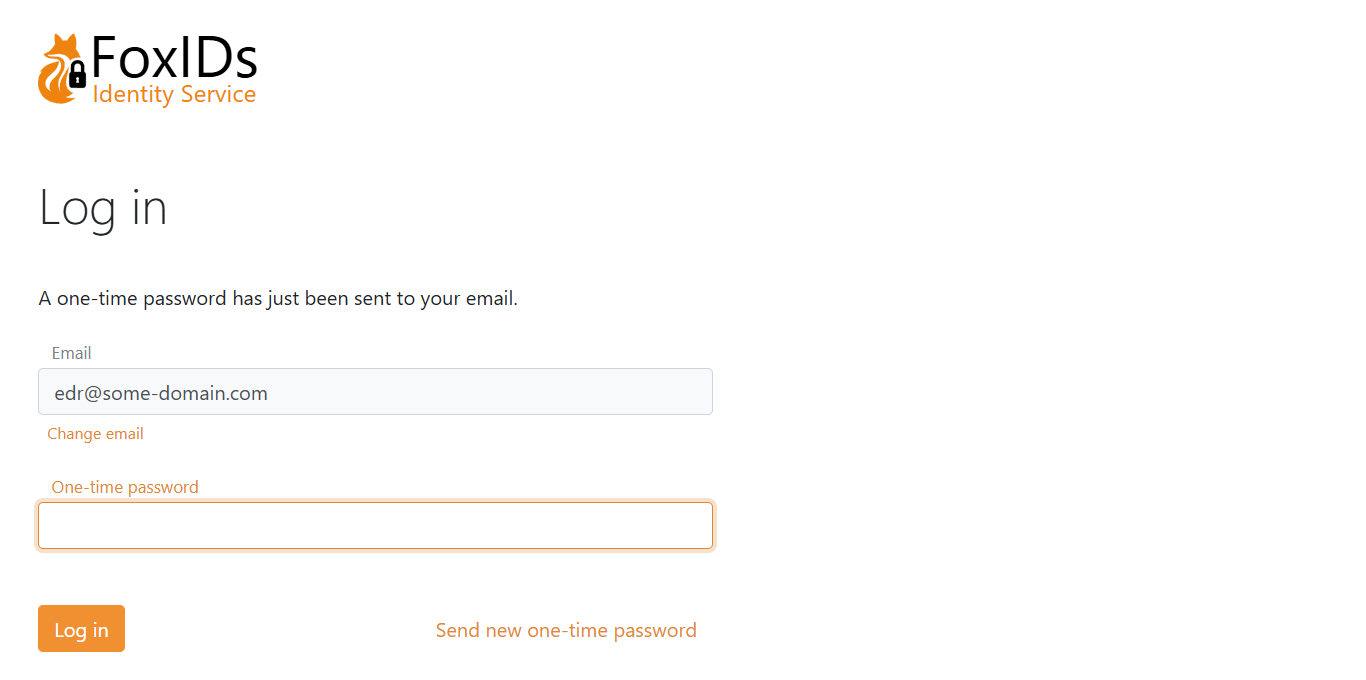 FoxIDs
Identity Service
Log in
A one-time password has just been sent to your email.
Email
edr@some-domain.com
Change email
One-time password
Log in
Send new one-time password